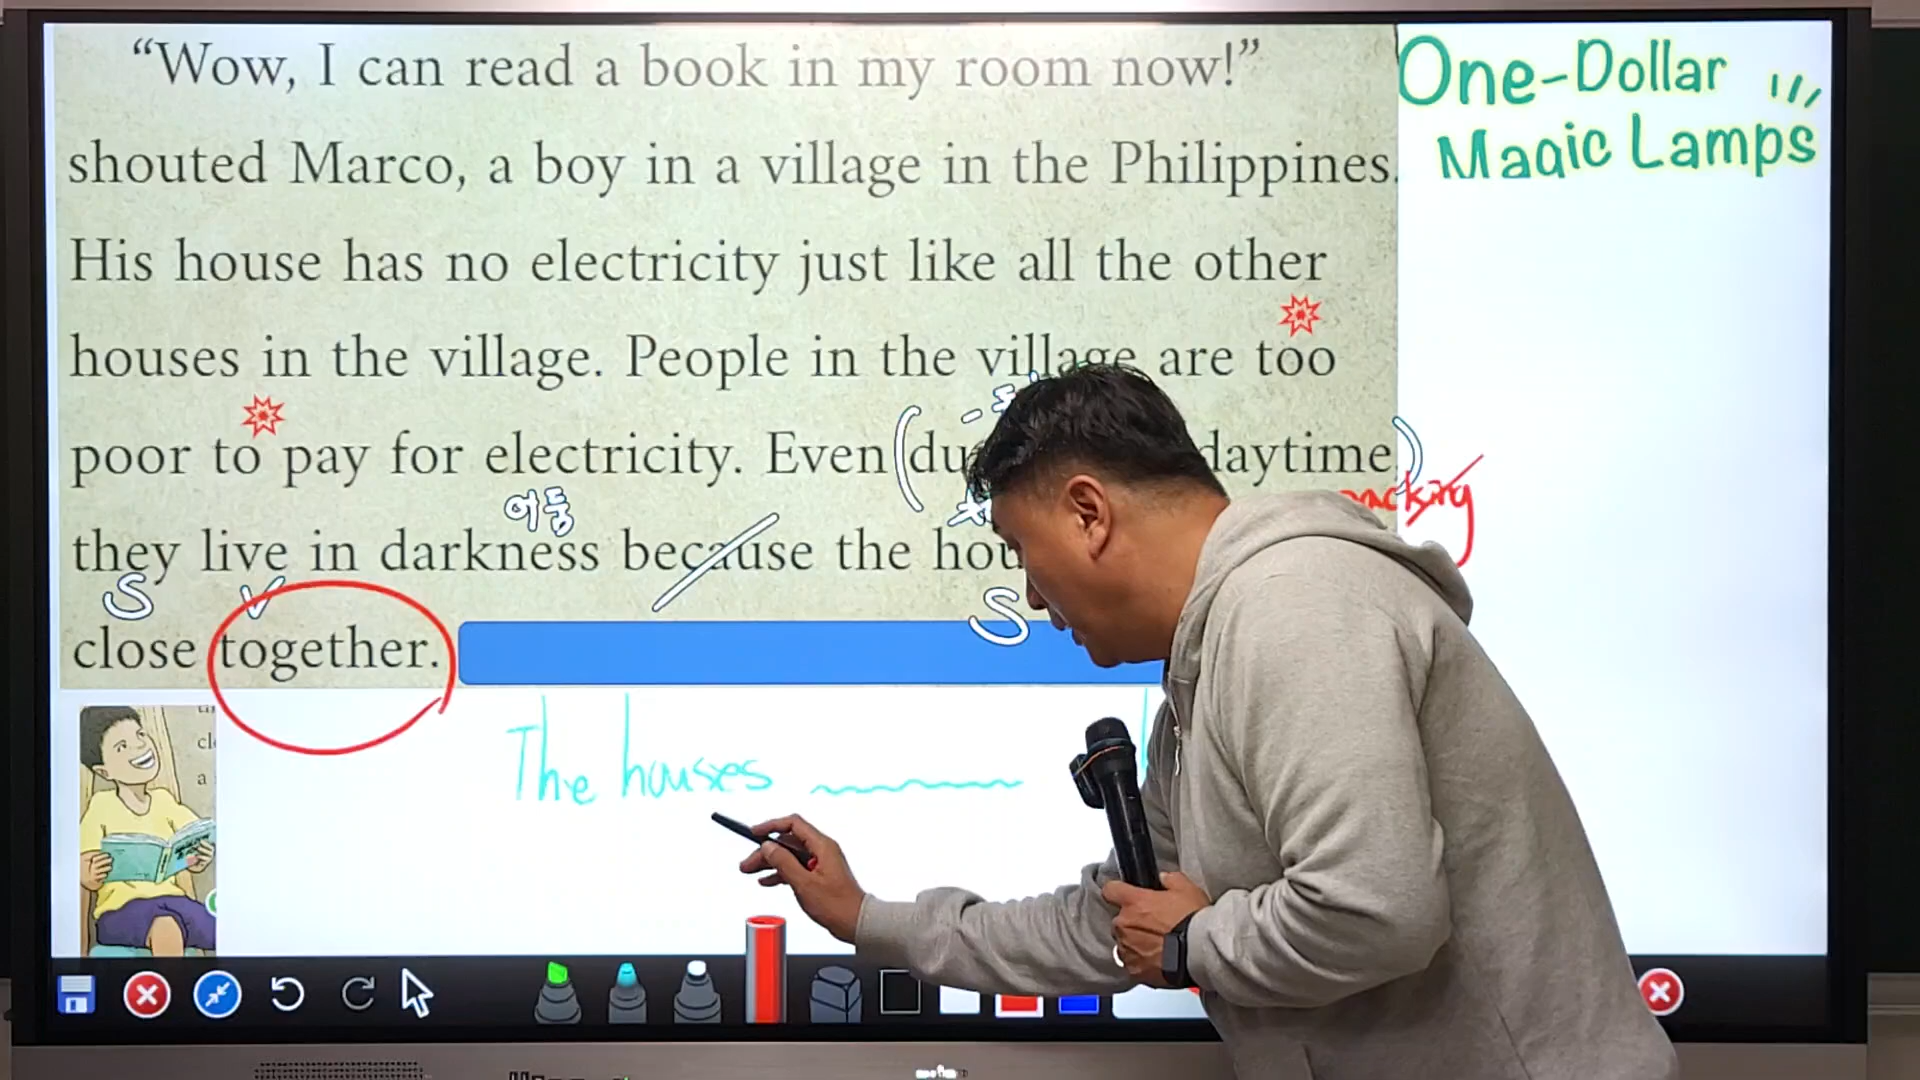 “Wow, I can read a book in my room now!”
shouted Marco, a boy in a village in the Philippines.
His house has no electricity just like all the other
houses in the village. People in the village are too
poor to pay for electricity. Even (du daytime)
어둠
they live in darkness because the hou
S V S
close together.
The houses
One-Dollar
Magic Lamps